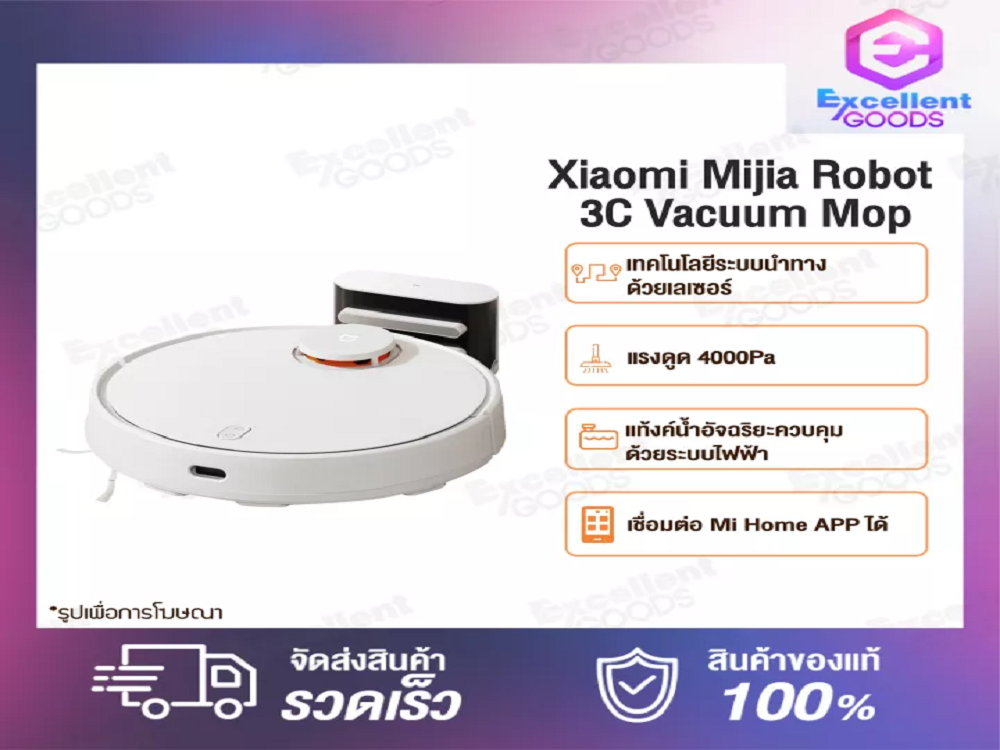 Excellent
GOODS
Xiaomi Mijia Robot
3C Vacuum Mop
เทคโนโลยีระบบนำทาง
ด้วยเลเซอร์
แรงดูด 4000Pa
แท้งค์น้ำอัจฉริยะควบคุม
ด้วยระบบไฟฟ้า
เชื่อมต่อ Mi Home APP ได้
*รูปเพื่อการโฆษณา
จัดส่งสินค้า
รวดเร็ว
สินค้าของแท้
100%